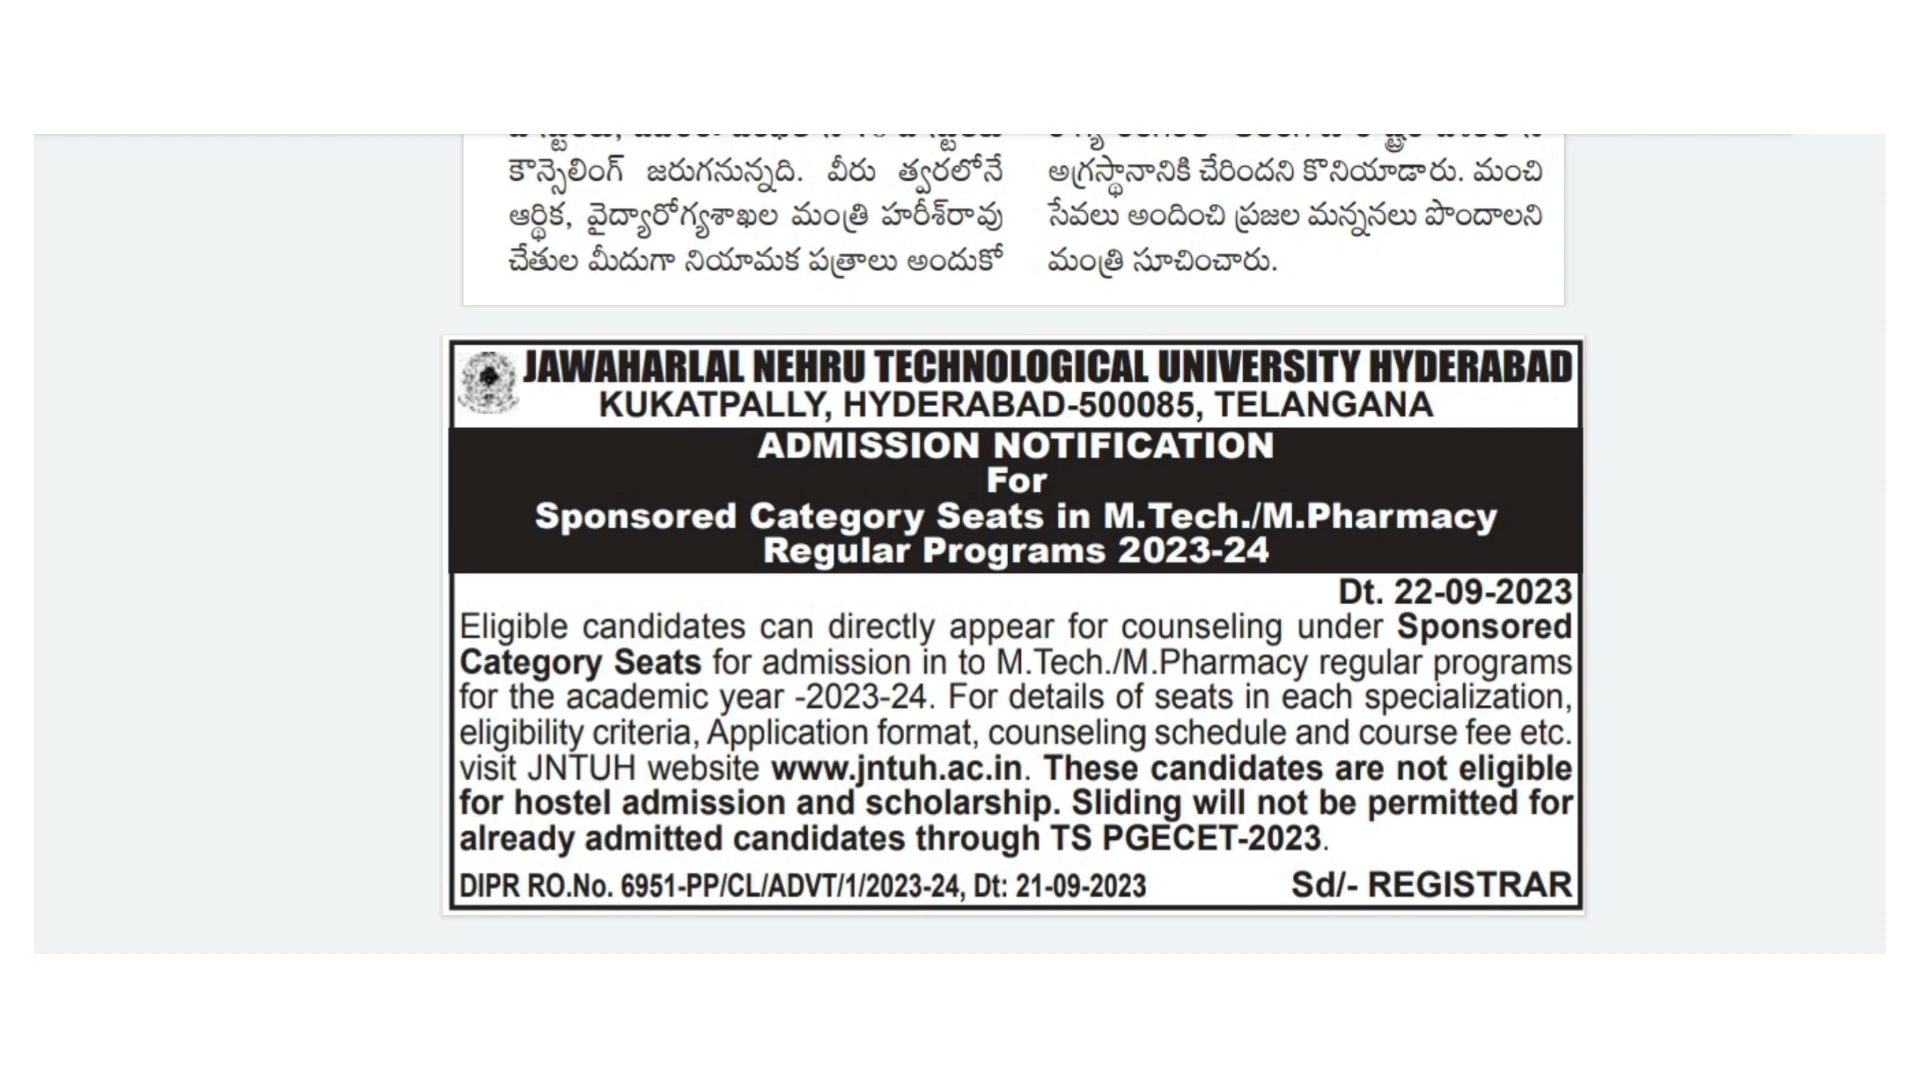 కౌన్సెలింగ్ జరుగనున్నది. వీరు త్వరలోనే
ఆర్థిక, వైద్యారోగ్యశాఖల మంత్రి హరీశ్‌రావు
చేతుల మీదుగా నియామక పత్రాలు అందుకో
అగ్రస్థానానికి చేరిందని కొనియాడారు. మంచి
సేవలు అందించి ప్రజల మన్ననలు పొందాలని
మంత్రి సూచించారు.
JAWAHARLAL NEHRU TECHNOLOGICAL UNIVERSITY HYDERABAD
KUKATPALLY, HYDERABAD-500085, TELANGANA
ADMISSION NOTIFICATION
For
Sponsored Category Seats in M.Tech./M.Pharmacy
Regular Programs 2023-24
Dt. 22-09-2023
Eligible candidates can directly appear for counseling under Sponsored
Category Seats for admission in to M.Tech./M.Pharmacy regular programs
for the academic year -2023-24. For details of seats in each specialization,
eligibility criteria, Application format, counseling schedule and course fee etc.
visit JNTUH website www.jntuh.ac.in. These candidates are not eligible
for hostel admission and scholarship. Sliding will not be permitted for
already admitted candidates through TS PGECET-2023.
DIPR RO.No. 6951-PP/CL/ADVT/1/2023-24, Dt: 21-09-2023 Sd/- REGISTRAR